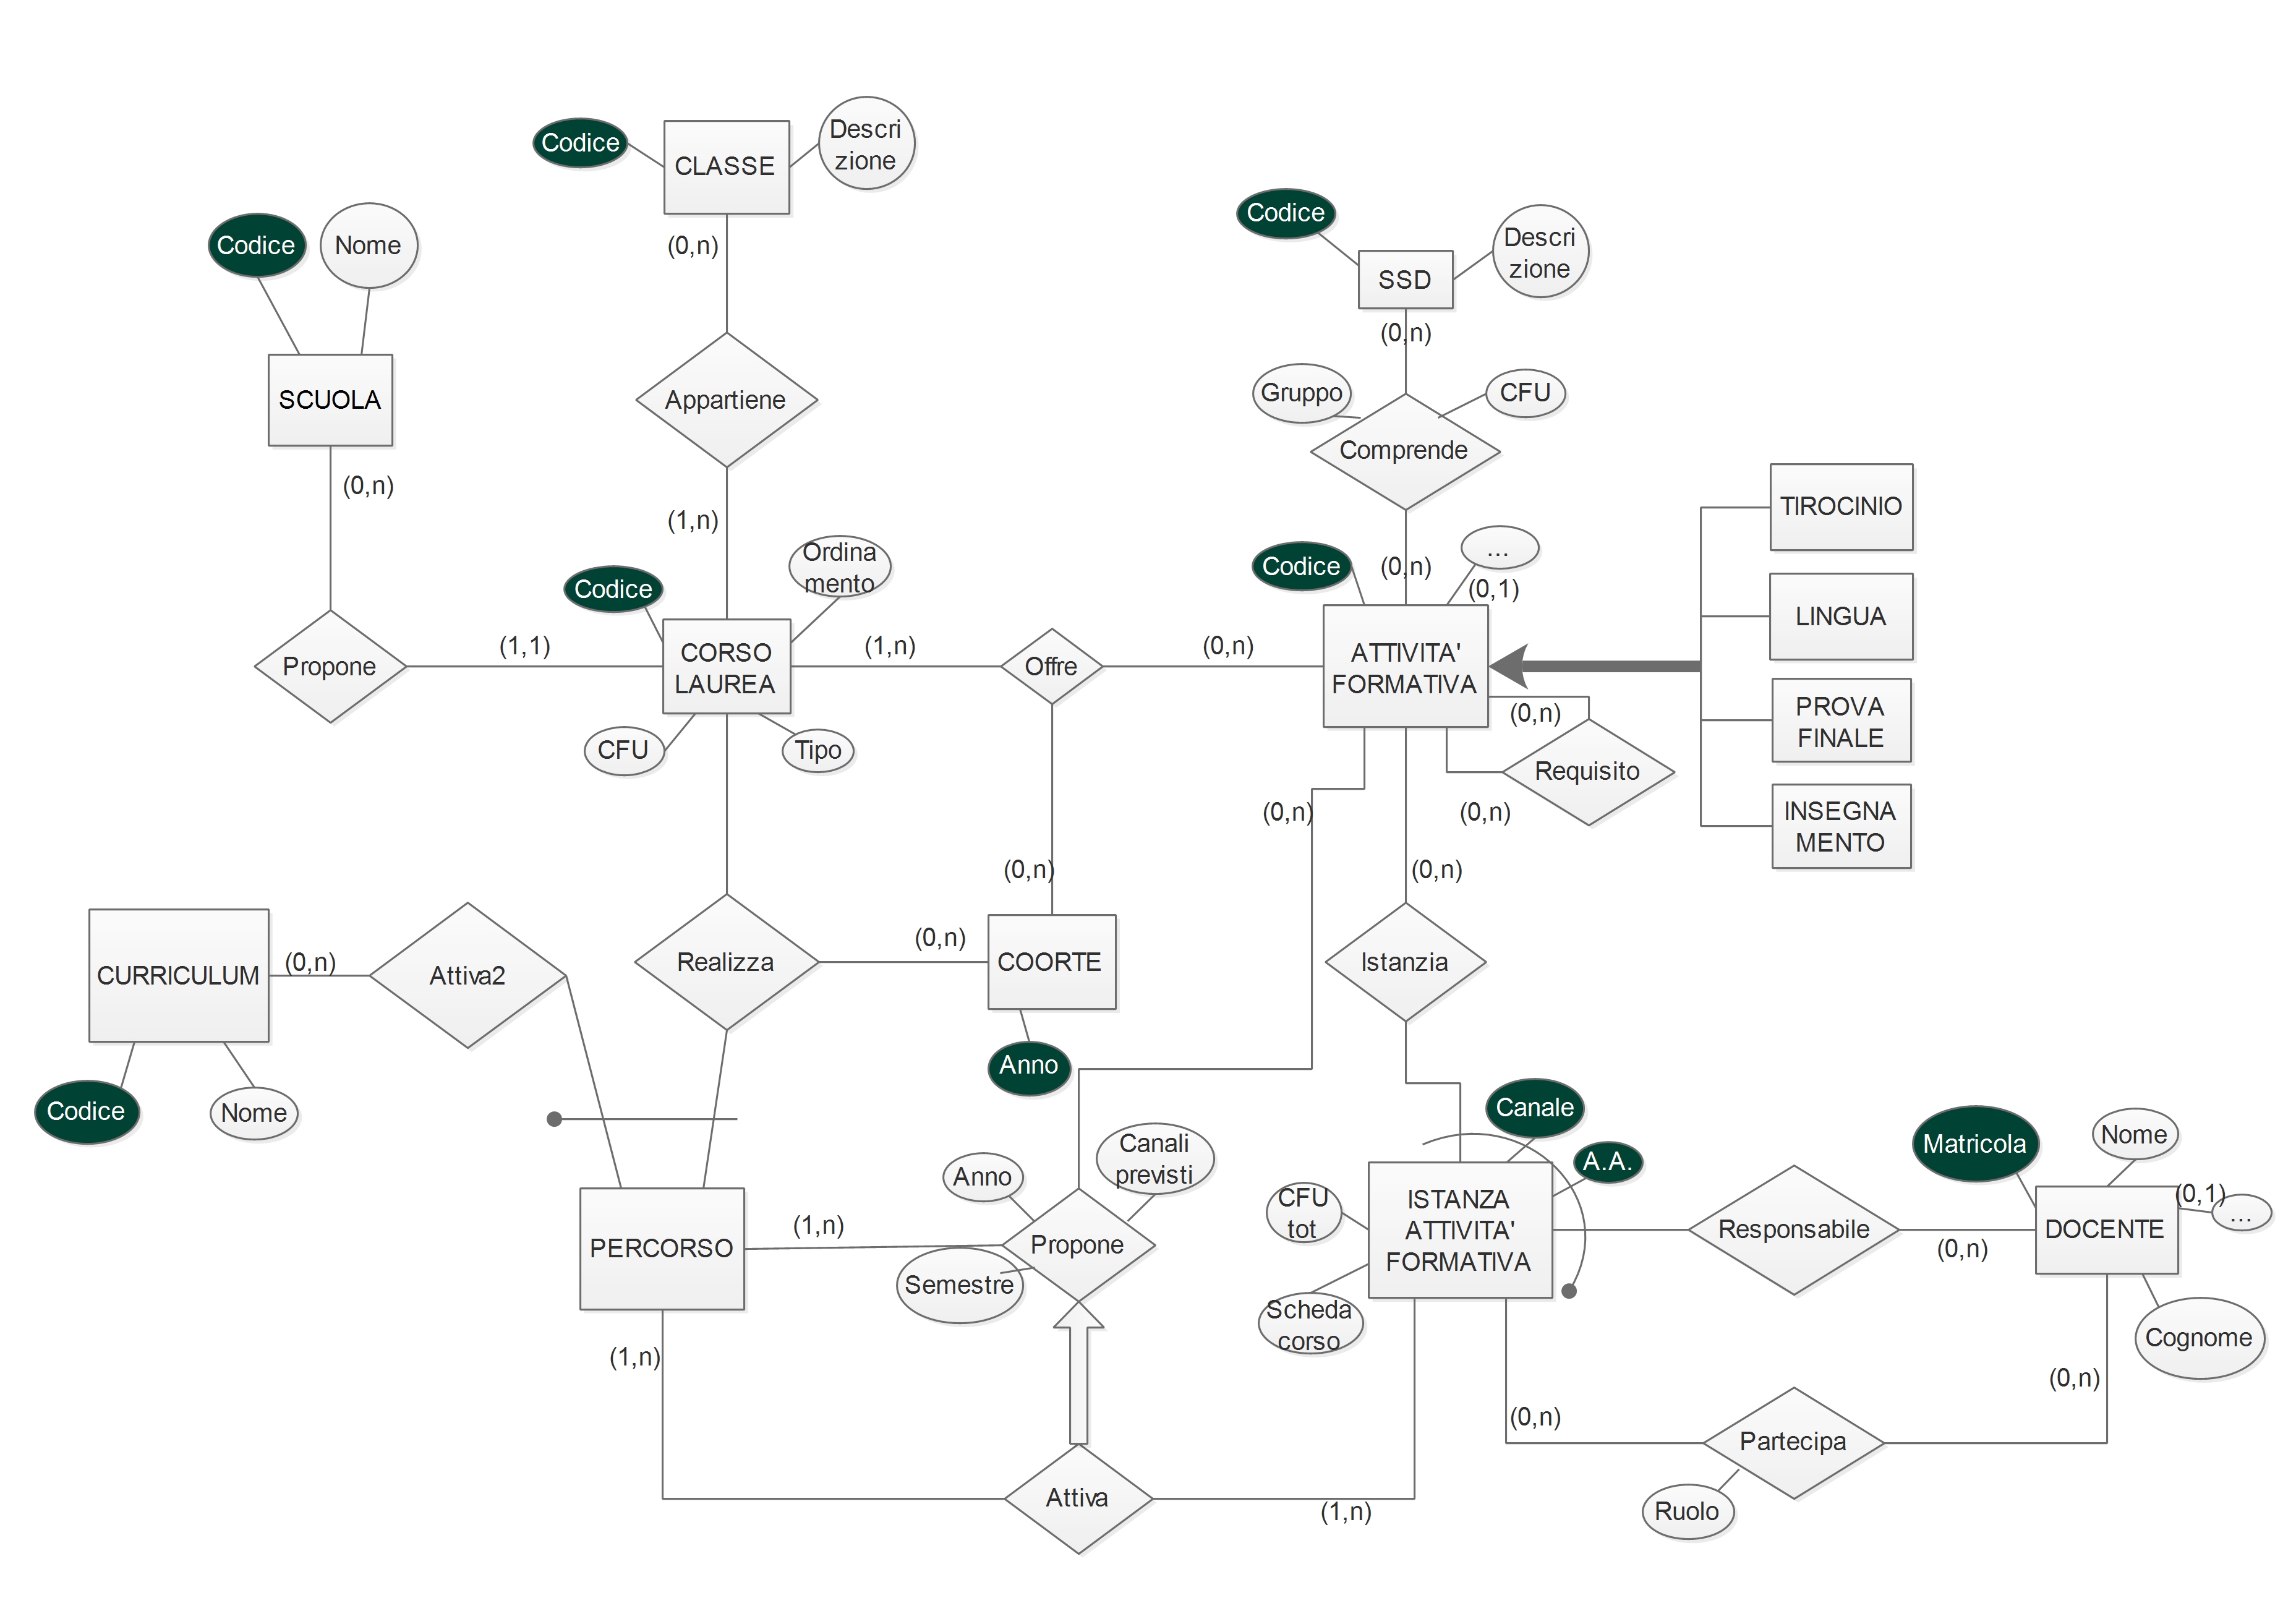 Codice
CLASSE
Descri
zione
(0,n)
Codice
Nome
SCUOLA
(0,n)
Appartiene
(1,n)
Codice
SSD
Descri
zione
(0,n)
Gruppo
CFU
Comprende
(0,n)
Codice
...
(0,1)
TIROCINIO
LINGUA
PROVA
FINALE
INSEGNA
MENTO
Codice
Ordina
mento
Propone
(1,1)
CORSO
LAUREA
(1,n)
Offre
(0,n)
ATTIVITA'
FORMATIVA
(0,n)
Requisito
(0,n)
CFU
Tipo
(0,n)
(0,n)
(0,n)
CURRICULUM
(0,n)
Attiva2
Realizza
(0,n)
COORTE
Istanzia
Codice
Nome
Anno
Canale
A.A.
Matricola
Nome
(0,1)
...
Anno
Canali
previsti
CFU
tot
ISTANZA
ATTIVITA'
FORMATIVA
Responsabile
(0,n)
DOCENTE
PERCORSO
(1,n)
Propone
Semestre
Scheda
corso
Cognome
(1,n)
(0,n)
(0,n)
Partecipa
Attiva
(1,n)
Ruolo